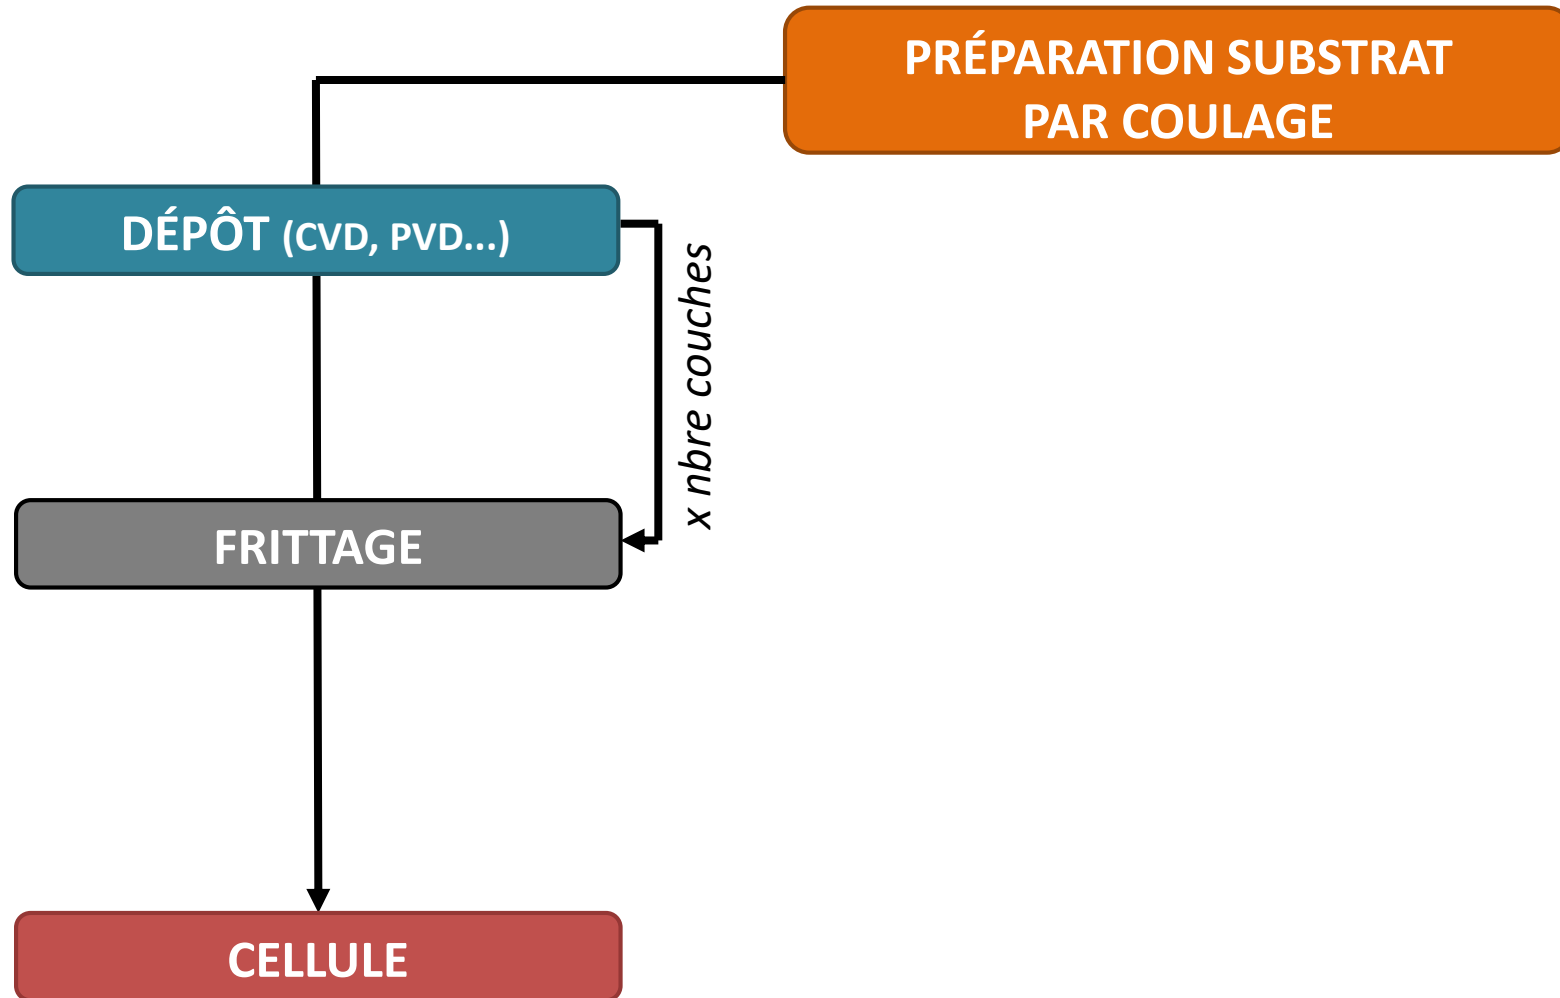 PRÉPARATION SUBSTRAT
PAR COULAGE
DÉPÔT (CVD, PVD...)
x nbre couches
FRITTAGE
CELLULE